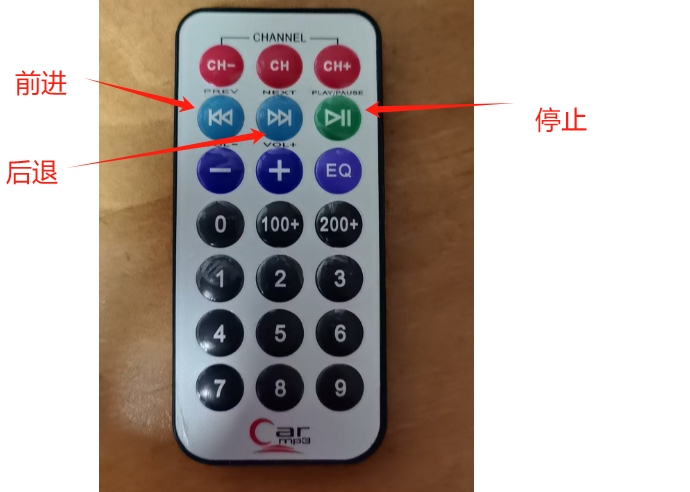 CHANNEL
CH− CH CH+
PREV NEXT PLAY/PAUSE
前进
停止
VOL− VOL+
后退
− + EQ
0 100+ 200+
1 2 3
4 5 6
7 8 9
Car
mp3